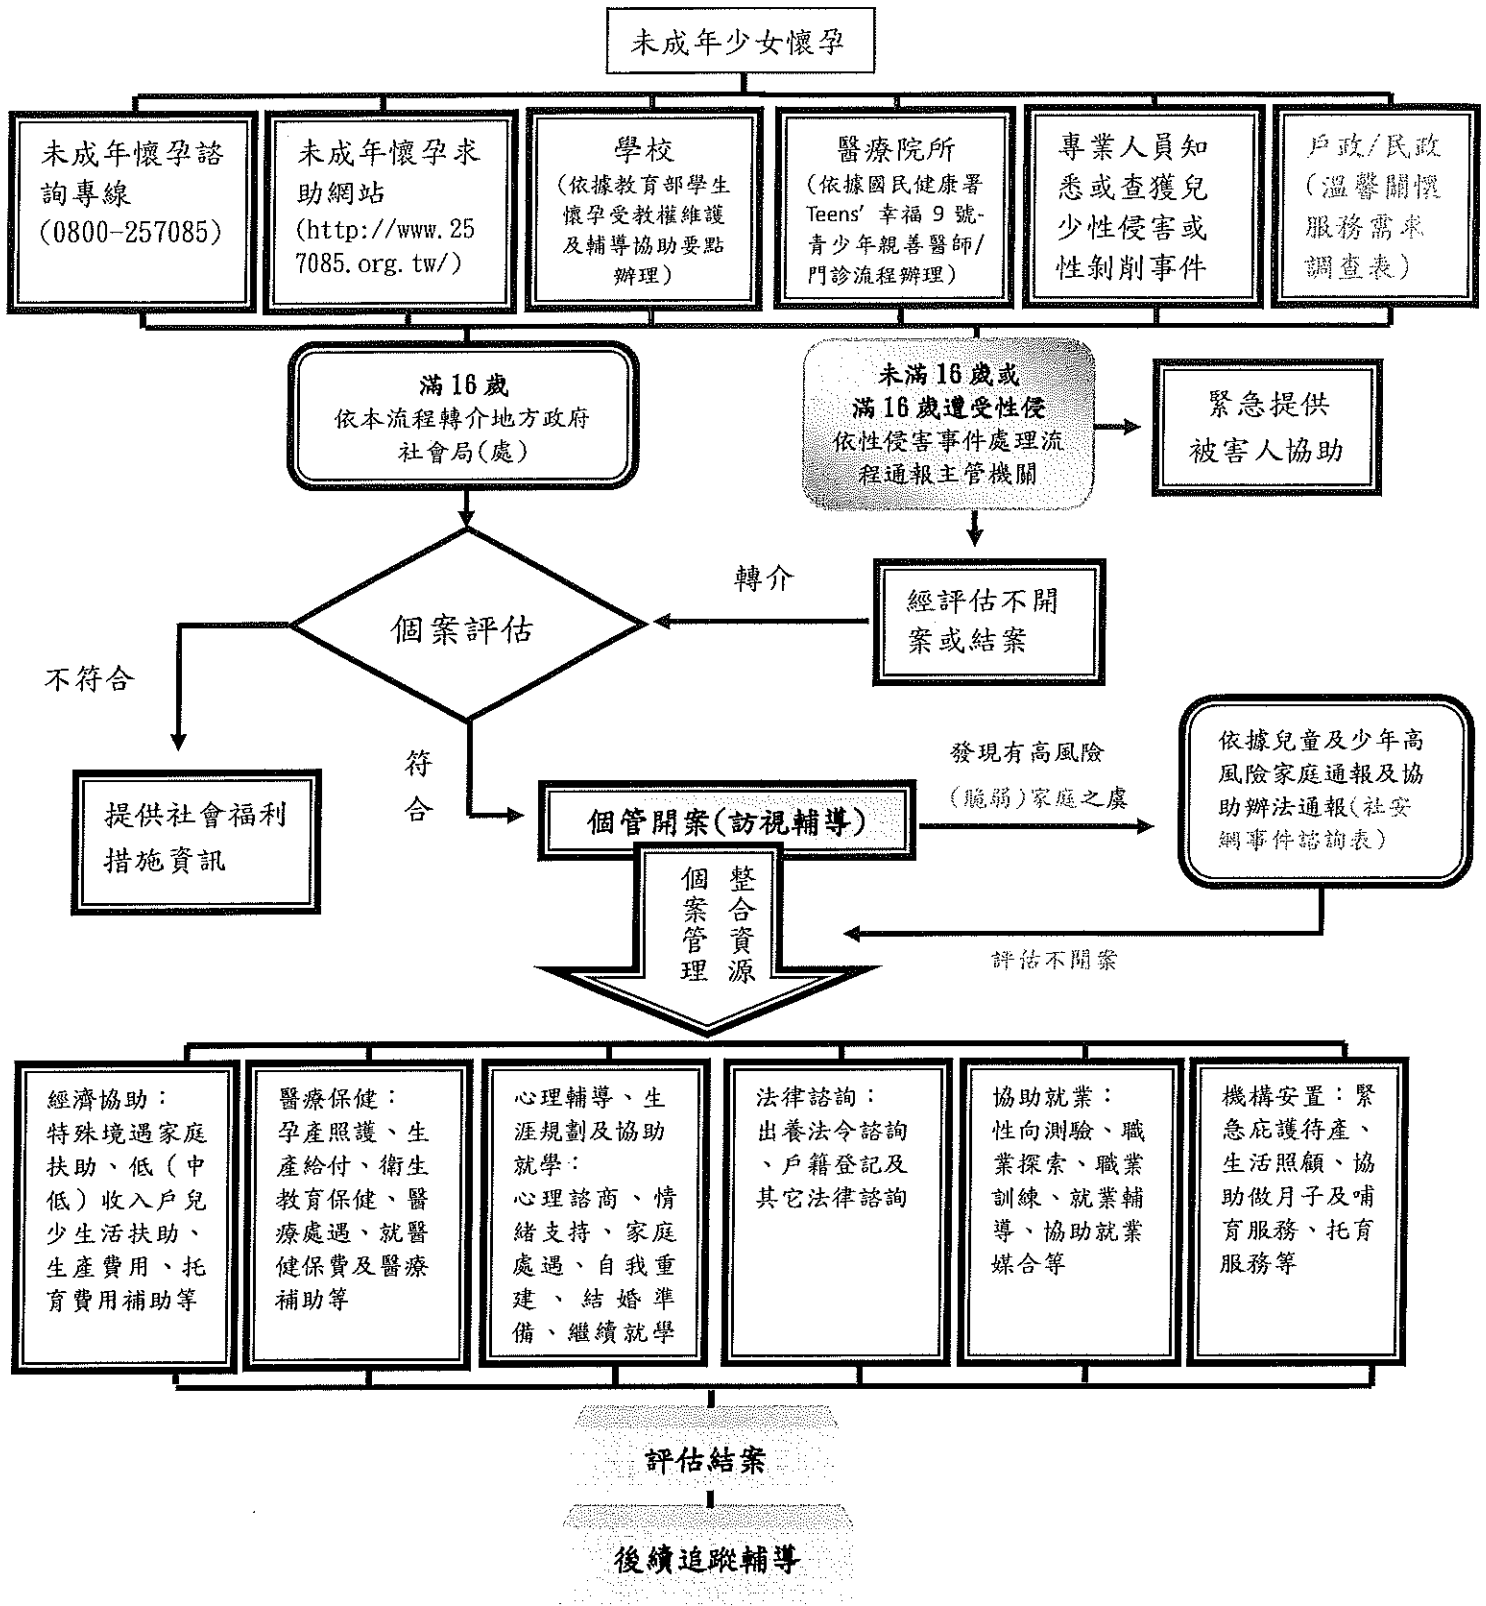 未成年少女懷孕
未成年懷孕諮
詢專線
(0800-257085)
未成年懷孕求
助網站
(http://www.25
7085.org.tw/)
學校
(依據教育部學生
懷孕受教權維護
及輔導協助要點
辦理)
醫療院所
(依據國民健康署
Teens' 幸福 9 號-
青少年親善醫師/
門診流程辦理)
專業人員知
悉或查獲兒
少性侵害或
性剝削事件
戶政/民政
(溫馨關懷
服務需求
調查表)
滿 16 歲
依本流程轉介地方政府
社會局(處)
未滿 16 歲或
滿 16 歲遭受性侵
依性侵害事件處理流
程通報主管機關
緊急提供
被害人協助
個案評估
轉介
經評估不開
案或結案
不符合
符
合
提供社會福利
措施資訊
個管開案(訪視輔導)
發現有高風險
(脆弱)家庭之虞
依據兒童及少年高
風險家庭通報及協
助辦法通報(社安
網事件諮詢表)
評估不開案
整合資源
個案管理
經濟協助：
特殊境遇家庭
扶助、低（中
低）收入戶兒
少生活扶助、
生產費用、托
育費用補助等
醫療保健：
孕產照護、生
產給付、衛生
教育保健、醫
療處遇、就醫
健保費及醫療
補助等
心理輔導、生
涯規劃及協助
就學：
心理諮商、情
緒支持、家庭
處遇、自我重
建、結婚準
備、繼續就學
法律諮詢：
出養法令諮詢
、戶籍登記及
其它法律諮詢
協助就業：
性向測驗、職
業探索、職業
訓練、就業輔
導、協助就業
媒合等
機構安置：緊
急庇護待產、
生活照顧、協
助做月子及哺
育服務、托育
服務等
評估結案
後續追蹤輔導